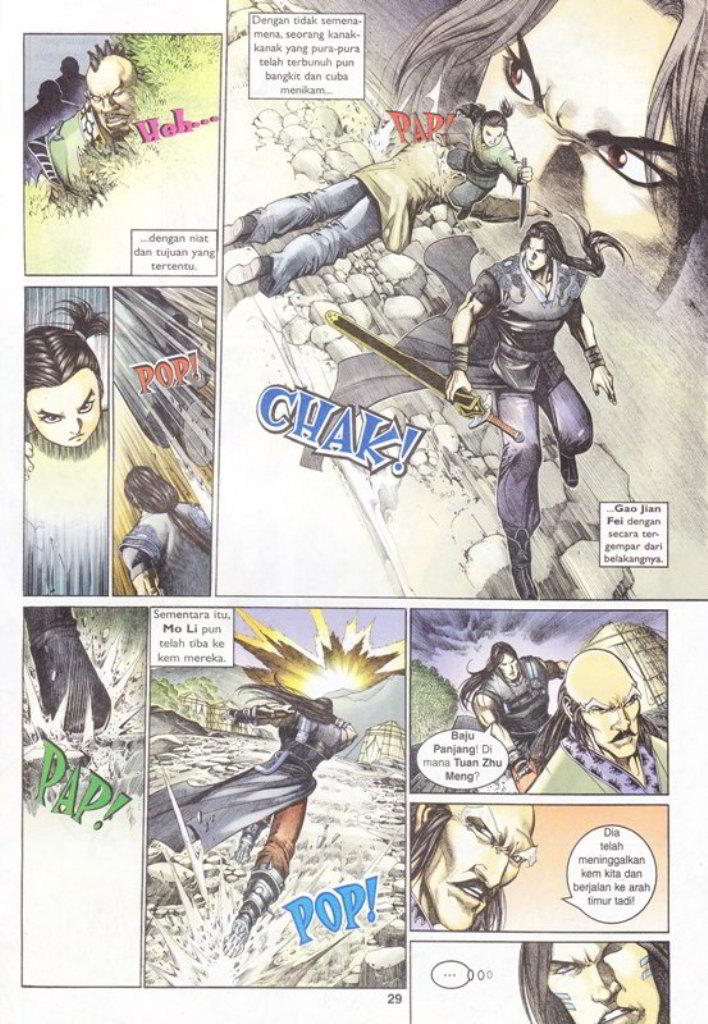 Dengan tidak semena-
mena, seorang kanak-
kanak yang pura-pura
telah terbunuh pun
bangkit dan cuba
menikam...
PAP!
Heh...
...dengan niat
dan tujuan yang
tertentu.
POP!
CHAK!
...Gao Jian
Fei dengan
secara ter-
gempar dari
belakangnya.
PAP!
Sementara itu,
Mo Li pun
telah tiba ke
kem mereka.
POP!
Baju
Panjang! Di
mana Tuan Zhu
Meng?
Dia
telah
meninggalkan
kem kita dan
berjalan ke arah
timur tadi!
...
29